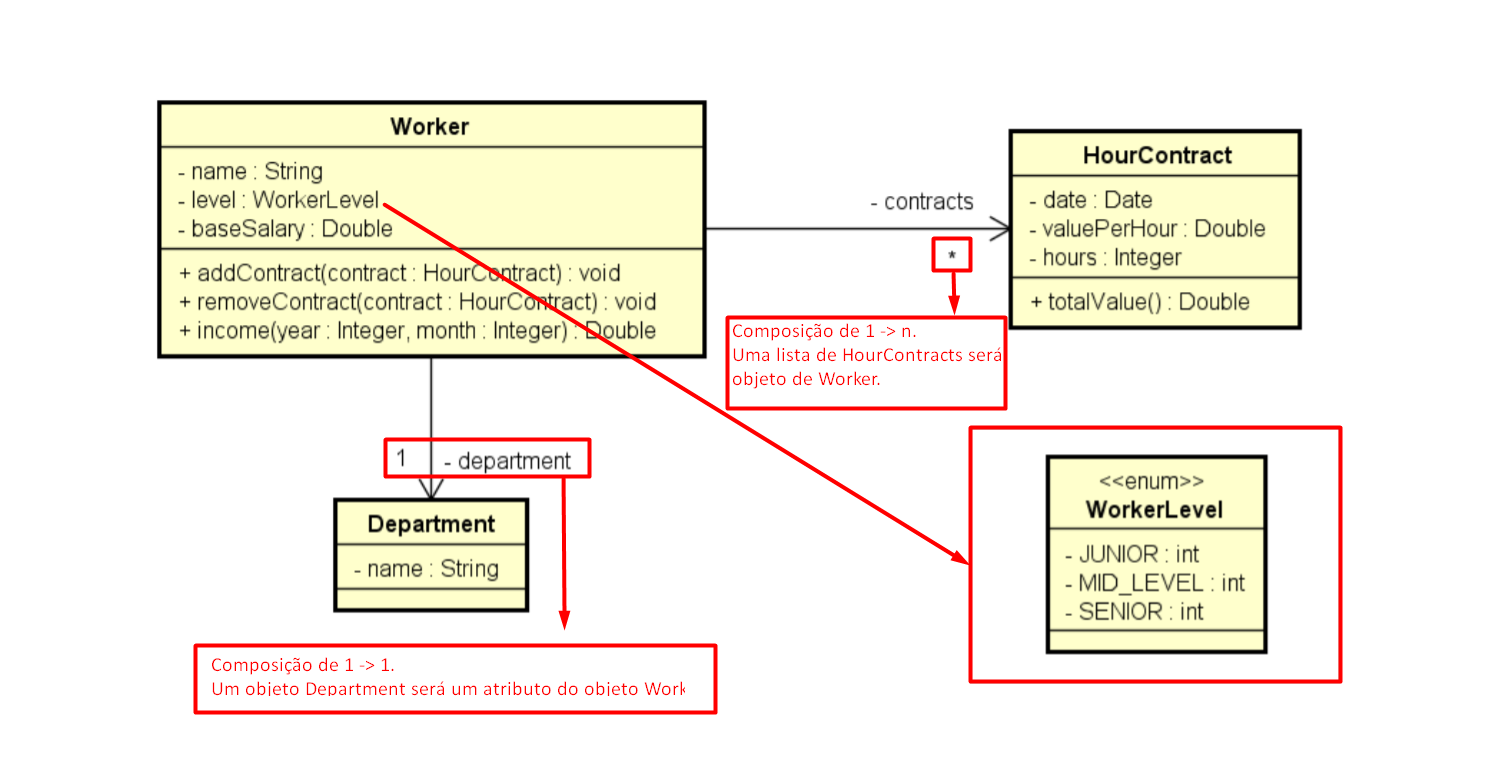 Worker
- name : String
- level : WorkerLevel
- baseSalary : Double
+ addContract(contract : HourContract) : void
+ removeContract(contract : HourContract) : void
+ income(year : Integer, month : Integer) : Double
- contracts
*
HourContract
- date : Date
- valuePerHour : Double
- hours : Integer
+ totalValue() : Double
Composição de 1 -> n.
Uma lista de HourContracts será
objeto de Worker.
1 - department
Department
- name : String
Composição de 1 -> 1.
Um objeto Department será um atributo do objeto Work
<<enum>>
WorkerLevel
- JUNIOR : int
- MID_LEVEL : int
- SENIOR : int